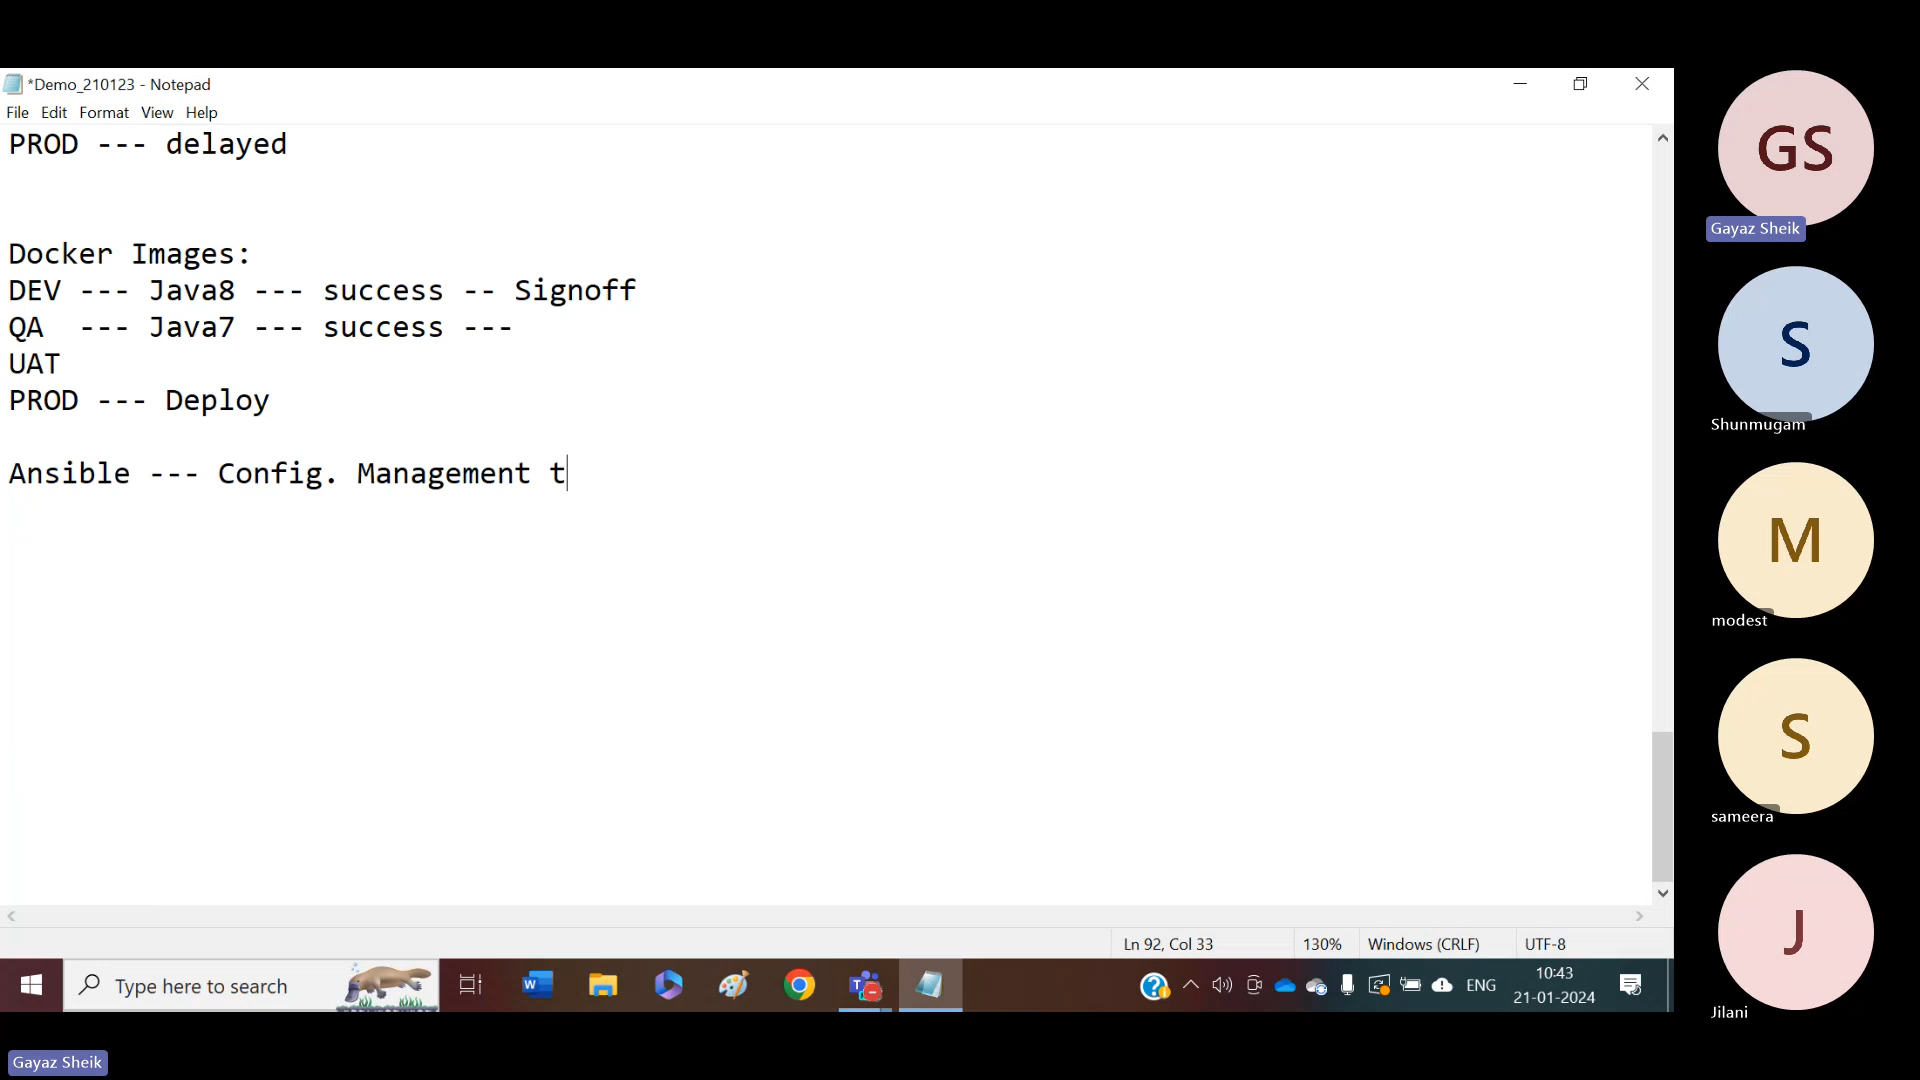 *Demo_210123 - Notepad
File Edit Format View Help
PROD --- delayed
Docker Images:
DEV --- Java8 --- success -- Signoff
QA --- Java7 --- success ---
UAT
PROD --- Deploy
Ansible --- Config. Management t
Ln 92, Col 33 130% Windows (CRLF) UTF-8
Type here to search
ENG
10:43
21-01-2024
GS
Gayaz Sheik
S
Shunmugam
M
modest
S
sameera
J
Jilani
Gayaz Sheik